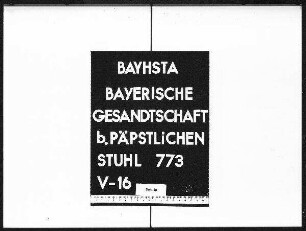 BAYHSTA
BAYERISCHE
GESANDTSCHAFT
b. PÄPSTLiCHEN
STUHL 773
V-16